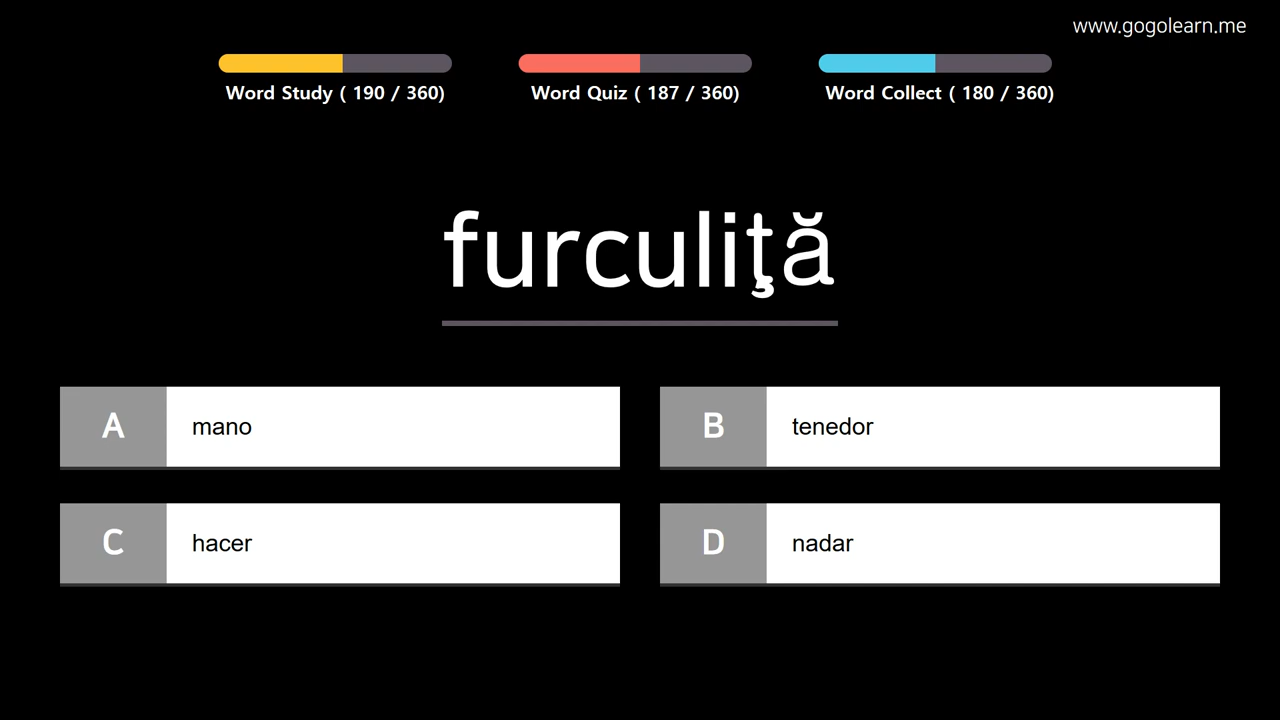 www.gogolearn.me
Word Study ( 190 / 360)
Word Quiz ( 187 / 360)
Word Collect ( 180 / 360)
furculiţă
A mano
B tenedor
C hacer
D nadar